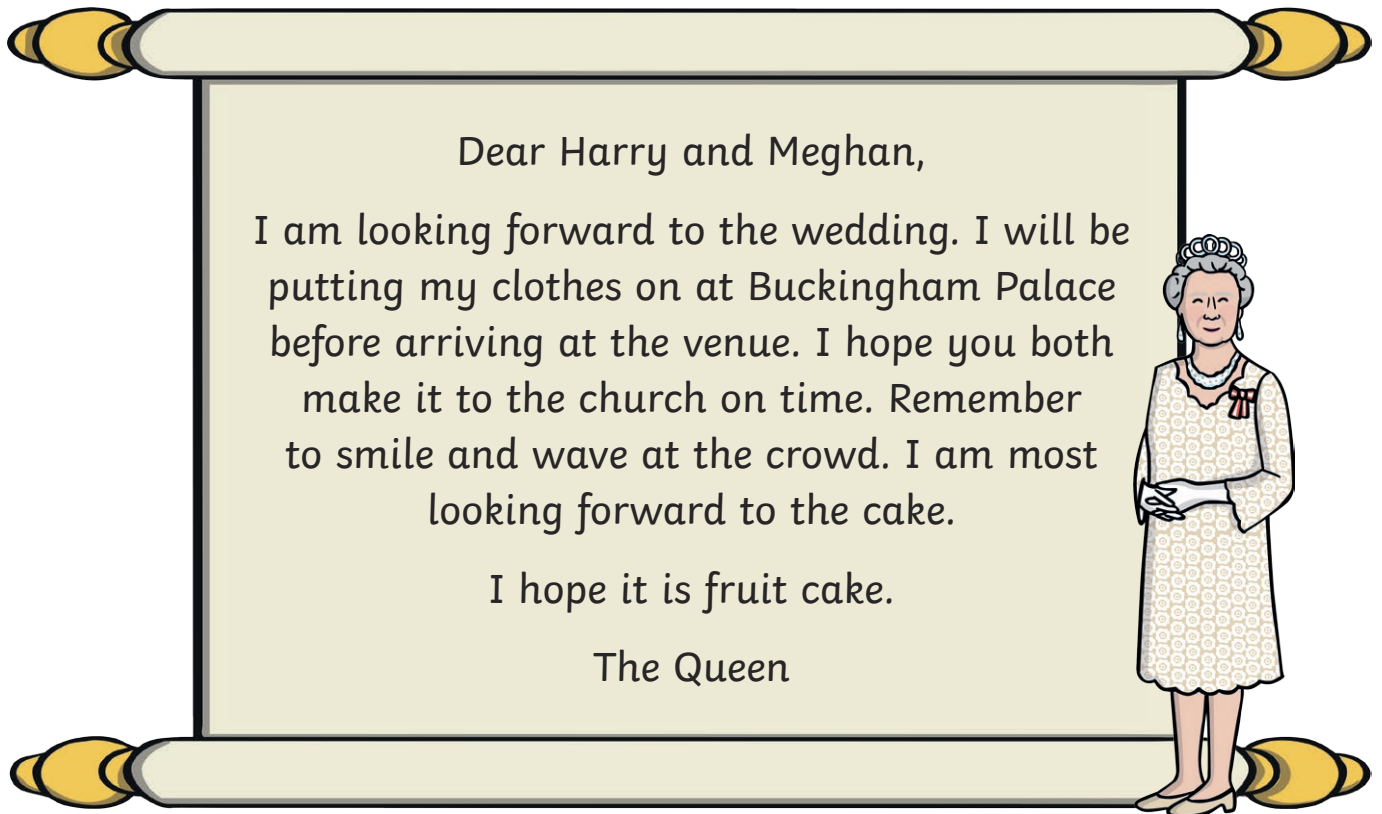 Dear Harry and Meghan,
I am looking forward to the wedding. I will be
putting my clothes on at Buckingham Palace
before arriving at the venue. I hope you both
make it to the church on time. Remember
to smile and wave at the crowd. I am most
looking forward to the cake.
I hope it is fruit cake.
The Queen